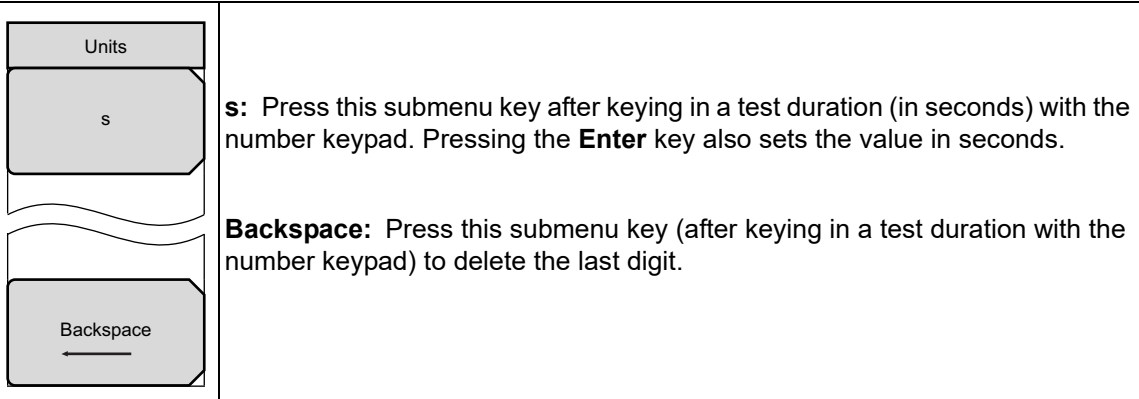 Units
s
Backspace
s: Press this submenu key after keying in a test duration (in seconds) with the
number keypad. Pressing the Enter key also sets the value in seconds.
Backspace: Press this submenu key (after keying in a test duration with the
number keypad) to delete the last digit.